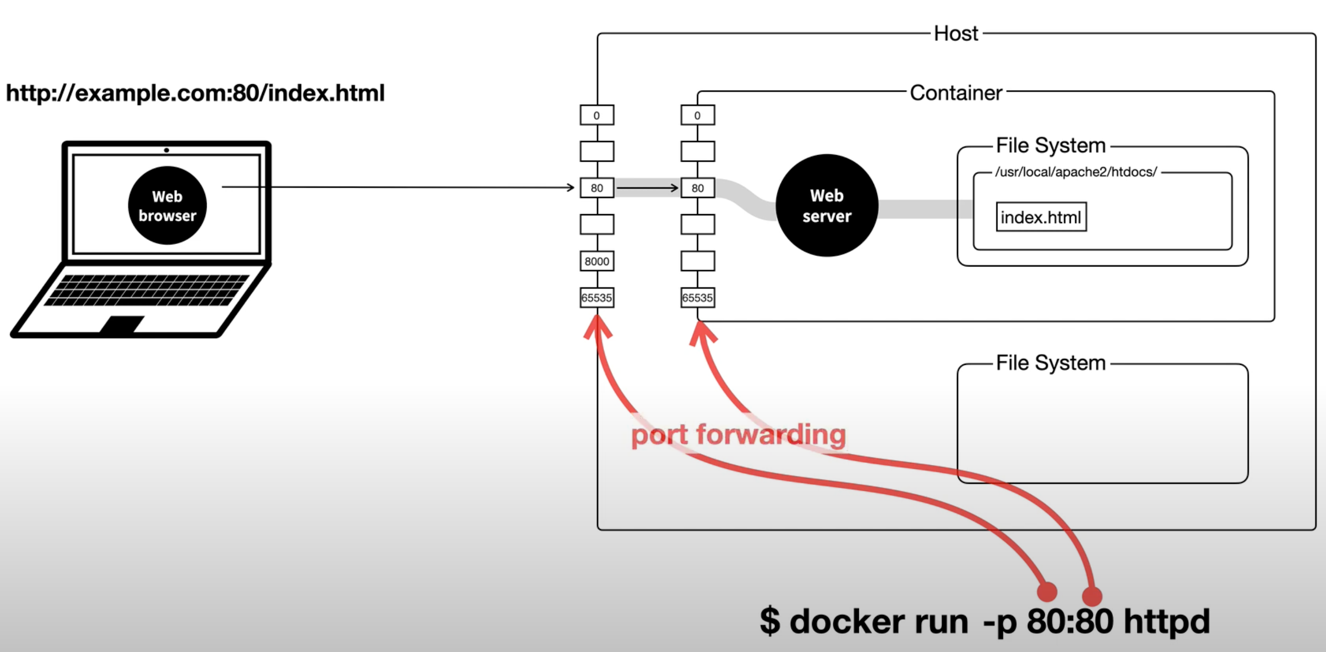 Host
http://example.com:80/index.html
Container
0
0
File System
/usr/local/apache2/htdocs/
Web
browser
80
80
Web
server
index.html
8000
65535
65535
File System
port forwarding
$ docker run -p 80:80 httpd